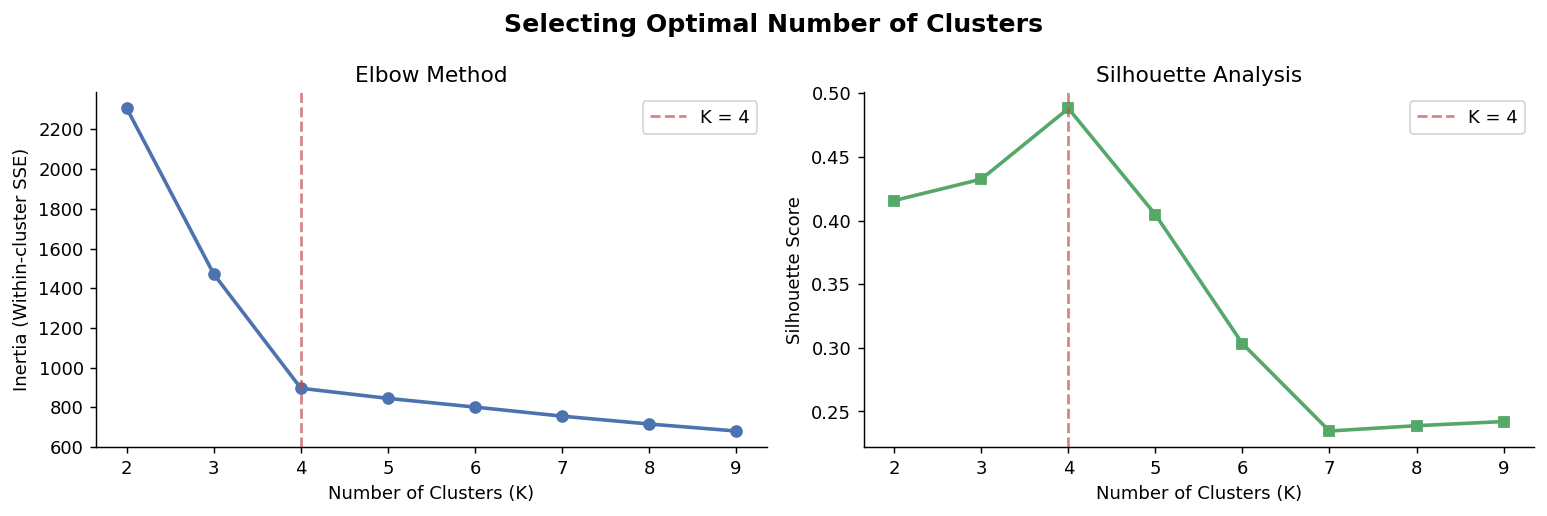 Selecting Optimal Number of Clusters
Elbow Method
Inertia (Within-cluster SSE)
2200
2000
1800
1600
1400
1200
1000
800
600
2 3 4 5 6 7 8 9
Number of Clusters (K)
K = 4
Silhouette Analysis
Silhouette Score
0.50
0.45
0.40
0.35
0.30
0.25
2 3 4 5 6 7 8 9
Number of Clusters (K)
K = 4